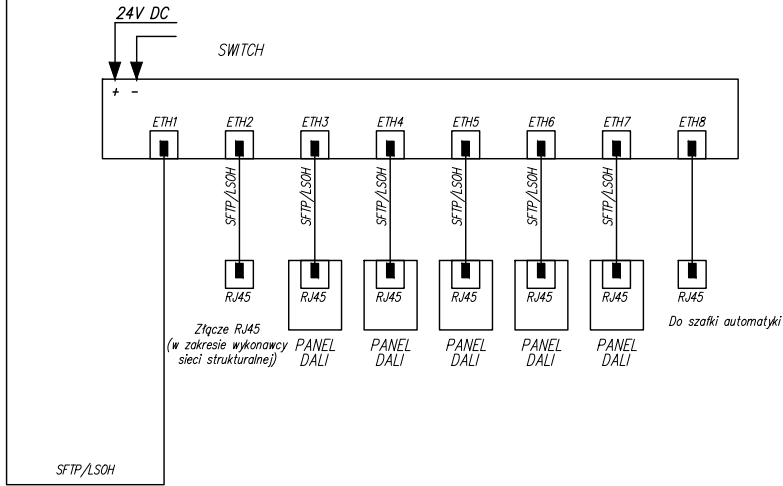 24V DC
SWITCH
+ -
ETH1 ETH2 ETH3 ETH4 ETH5 ETH6 ETH7 ETH8
SFTP/LSOH SFTP/LSOH SFTP/LSOH SFTP/LSOH SFTP/LSOH SFTP/LSOH
RJ45 RJ45 RJ45 RJ45 RJ45 RJ45 RJ45
Złącze RJ45
(w zakresie wykonawcy
sieci strukturalnej)
PANEL
DALI
PANEL
DALI
PANEL
DALI
PANEL
DALI
PANEL
DALI
Do szafki automatyki
SFTP/LSOH